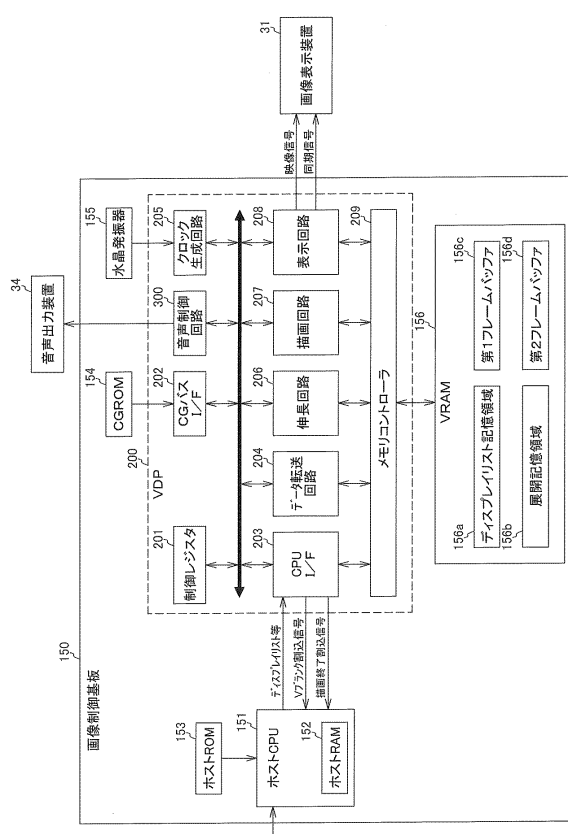 150
画像制御基板
153
ホストROM
151
ホストCPU
152
ホストRAM
ディスプレイリスト等
Vブランク割込信号
描画終了割込信号
200
VDP
201
制御レジスタ
154
CGROM
202
CGバス
I/F
34
音声出力装置
300
音声制御
回路
155
水晶発振器
205
クロック
生成回路
203
CPU
I/F
204
データ転送
回路
206
伸長回路
207
描画回路
208
表示回路
209
メモリコントローラ
映像信号
同期信号
31
画像表示装置
156
VRAM
156a
ディスプレイリスト記憶領域
156b
展開記憶領域
156c
第1フレームバッファ
156d
第2フレームバッファ